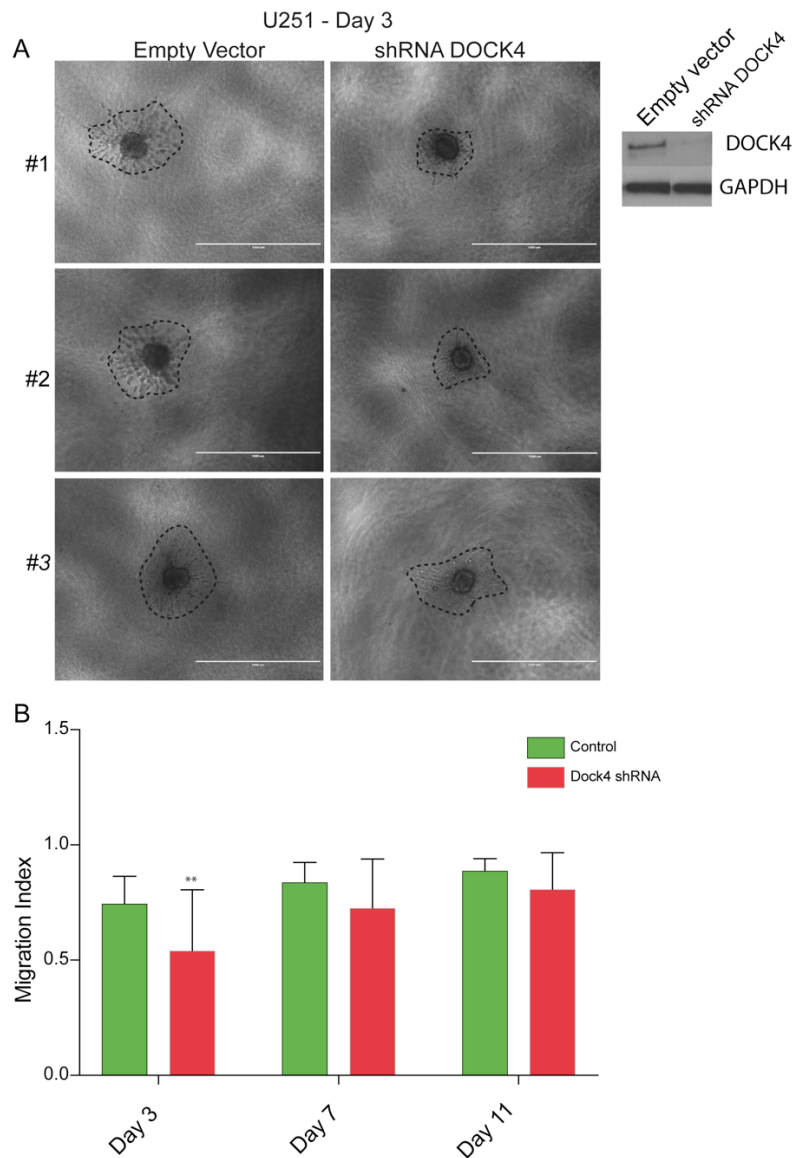 U251 - Day 3
A
Empty Vector
shRNA DOCK4
#1
#2
#3
Empty vector
shRNA DOCK4
DOCK4
GAPDH
B
1.5
1.0
0.5
0.0
Migration Index
**
Control
Dock4 shRNA
Day 3
Day 7
Day 11